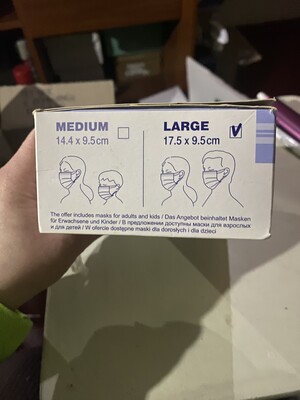 MEDIUM
14.4 x 9.5cm
LARGE
17.5 x 9.5cm
The offer includes masks for adults and kids / Das Angebot beinhaltet Masken
für Erwachsene und Kinder / В предложении доступны маски для взрослых
и для детей / W ofercie dostępne maski dla dorosłych i dla dzieci